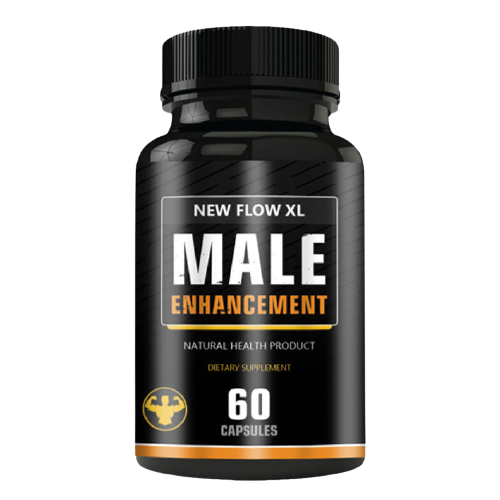 NEW FLOW XL
MALE
ENHANCEMENT
NATURAL HEALTH PRODUCT
DIETARY SUPPLEMENT
60
CAPSULES